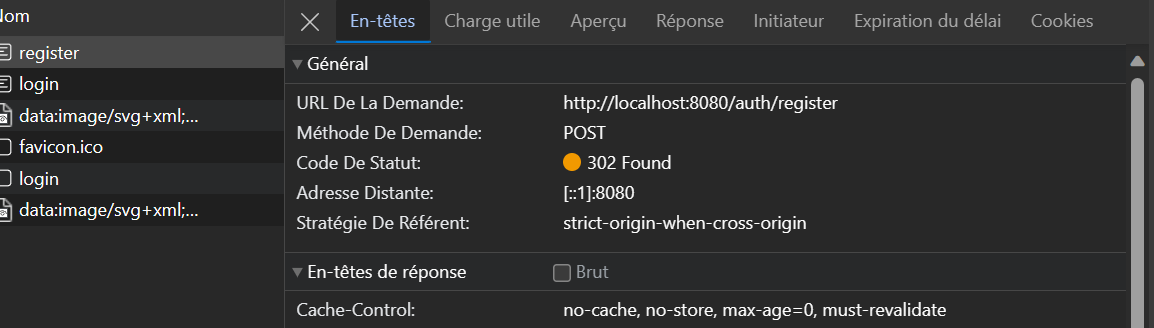 Nom
register
login
data:image/svg+xml;...
favicon.ico
login
data:image/svg+xml;...
En-têtes Charge utile Aperçu Réponse Initiateur Expiration du délai Cookies
Général
URL De La Demande: http://localhost:8080/auth/register
Méthode De Demande: POST
Code De Statut: 302 Found
Adresse Distante: [::1]:8080
Stratégie De Référent: strict-origin-when-cross-origin
En-têtes de réponse Brut
Cache-Control: no-cache, no-store, max-age=0, must-revalidate